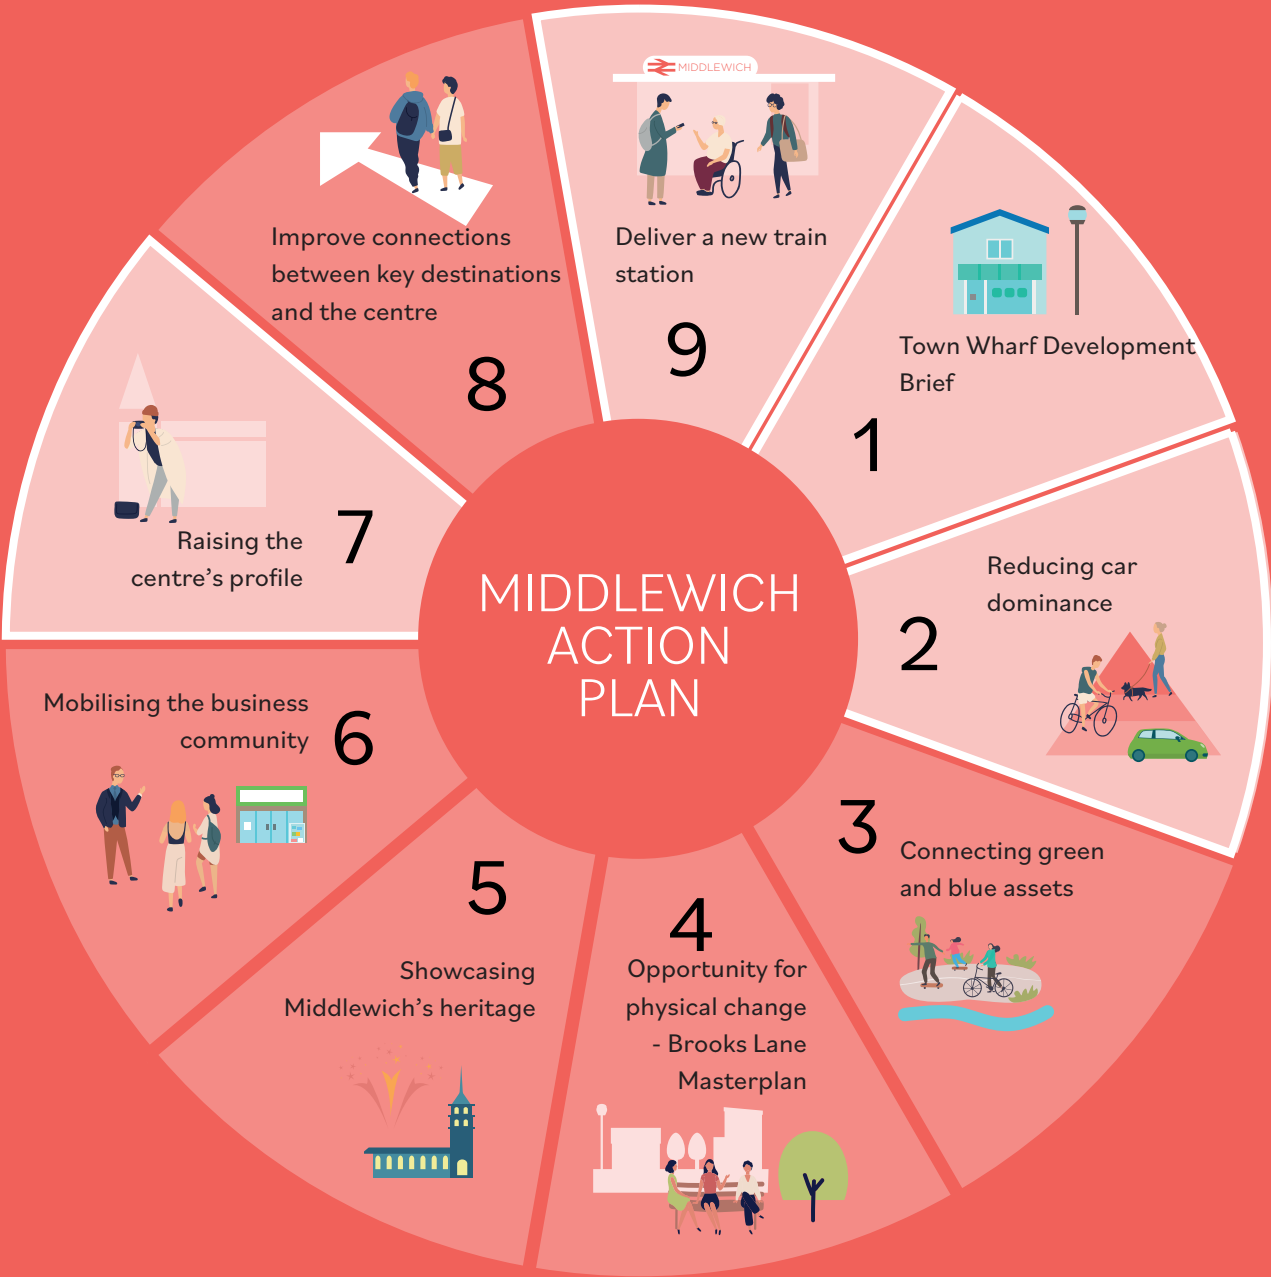 MIDDLEWICH
ACTION
PLAN
Town Wharf Development
Brief
1
Reducing car
dominance
2
3
Connecting green
and blue assets
4
Opportunity for
physical change
- Brooks Lane
Masterplan
5
Showcasing
Middlewich’s heritage
Mobilising the business
community
6
7
Raising the
centre’s profile
Improve connections
between key destinations
and the centre
8
MIDDLEWICH
Deliver a new train
station
9